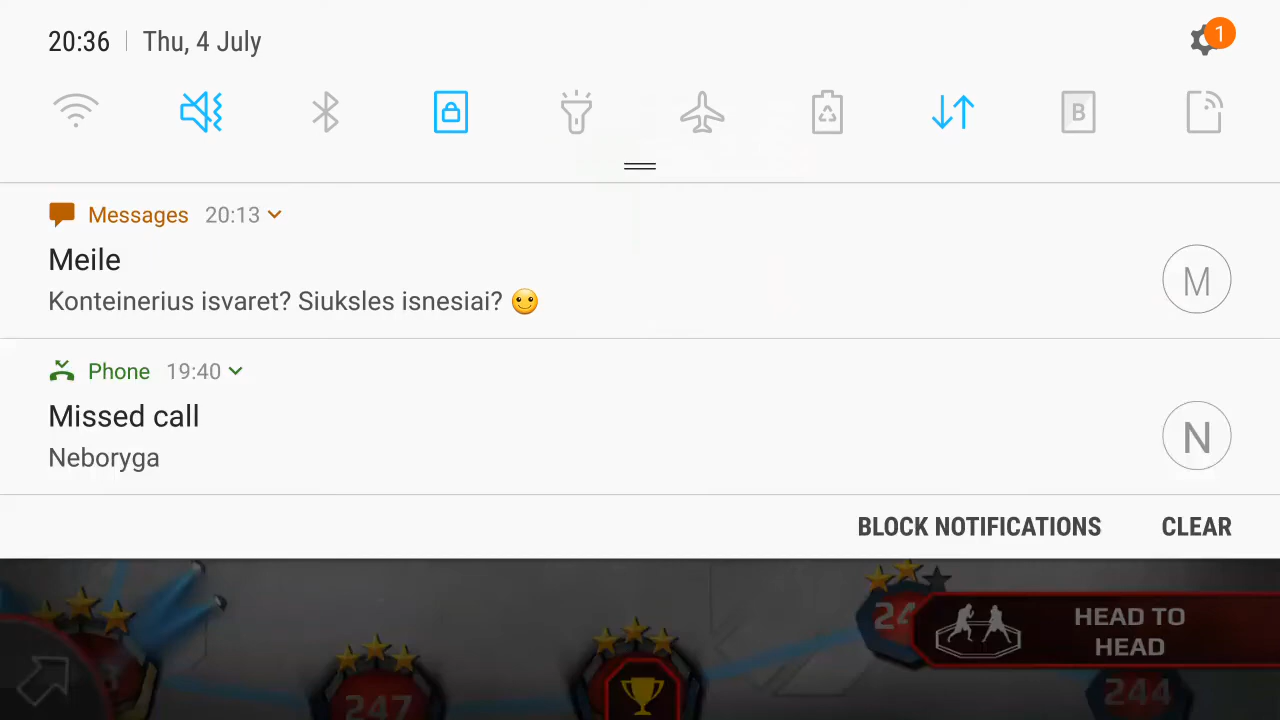 20:36 Thu, 4 July 1
B
Messages 20:13
Meile
Konteinerius isvaret? Siuksles isnesiai? 🙂
M
Phone 19:40
Missed call
Neboryga
N
BLOCK NOTIFICATIONS CLEAR
HEAD TO
HEAD
247
244